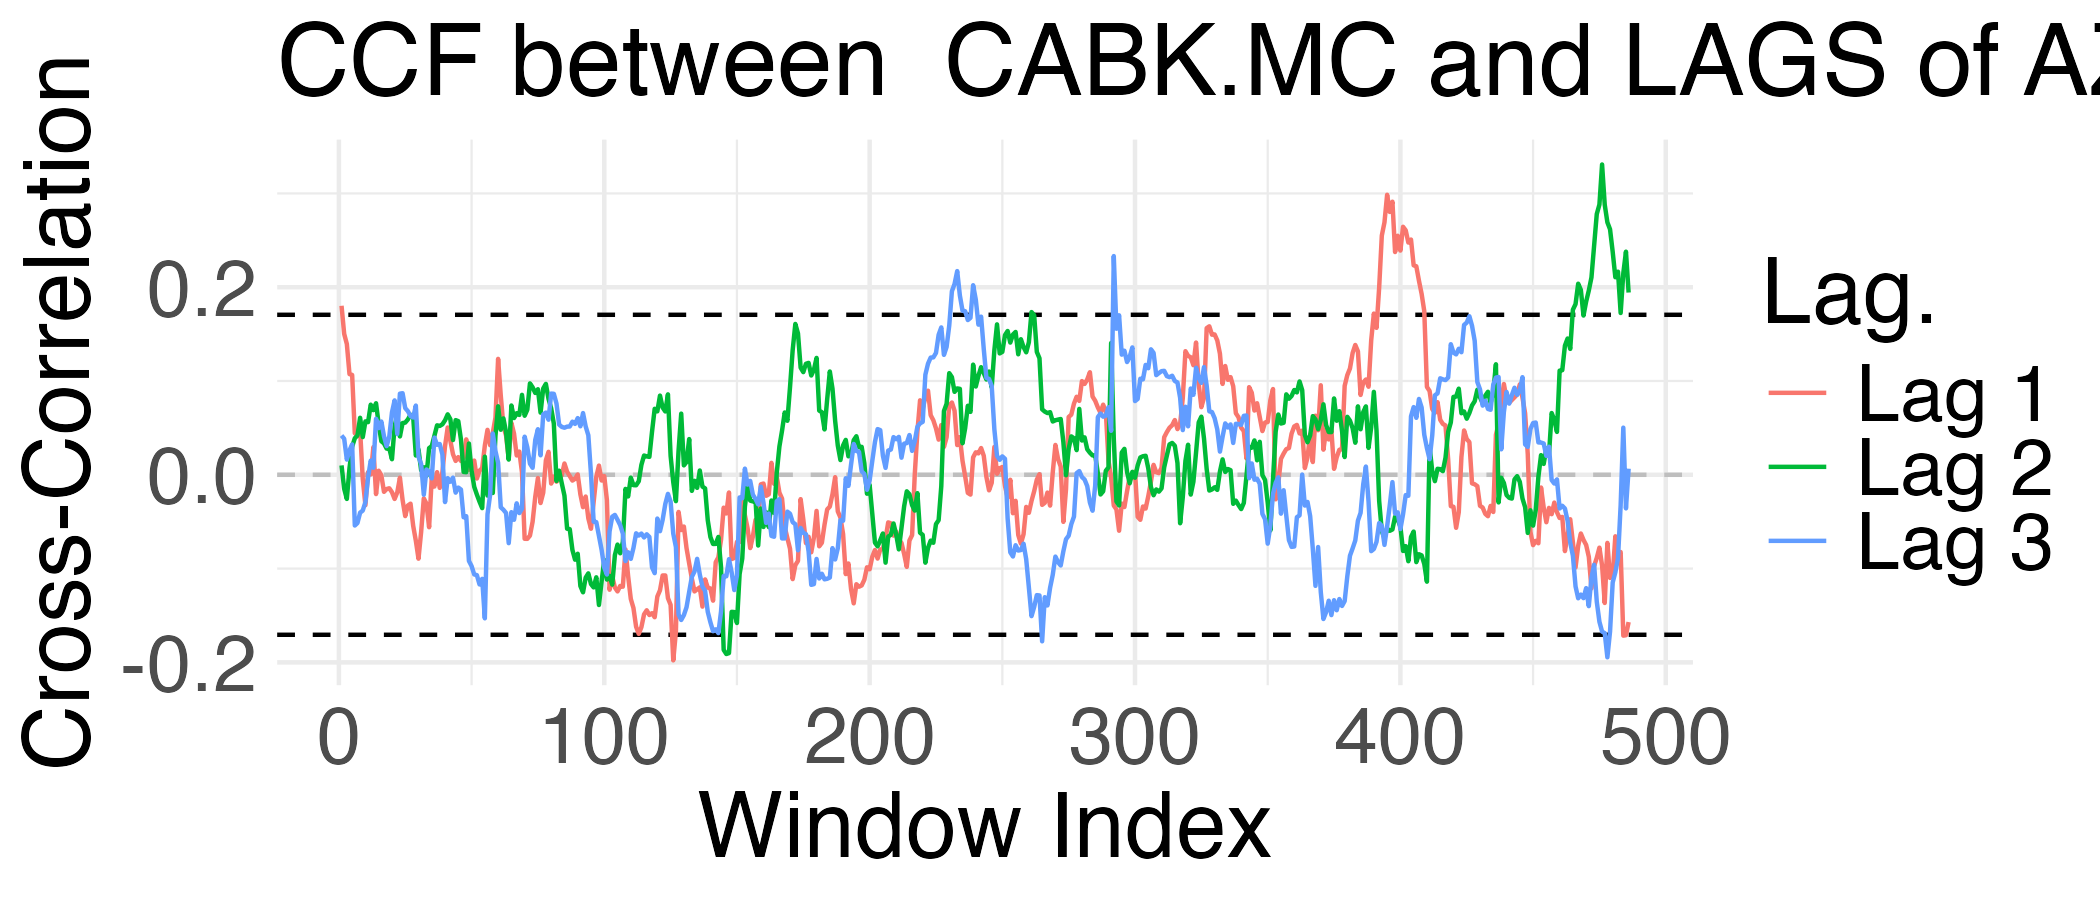 CCF between CABK.MC and LAGS of
Cross-Correlation
0.2
0.0
-0.2
0 100 200 300 400 500
Window Index
Lag.
Lag 1
Lag 2
Lag 3